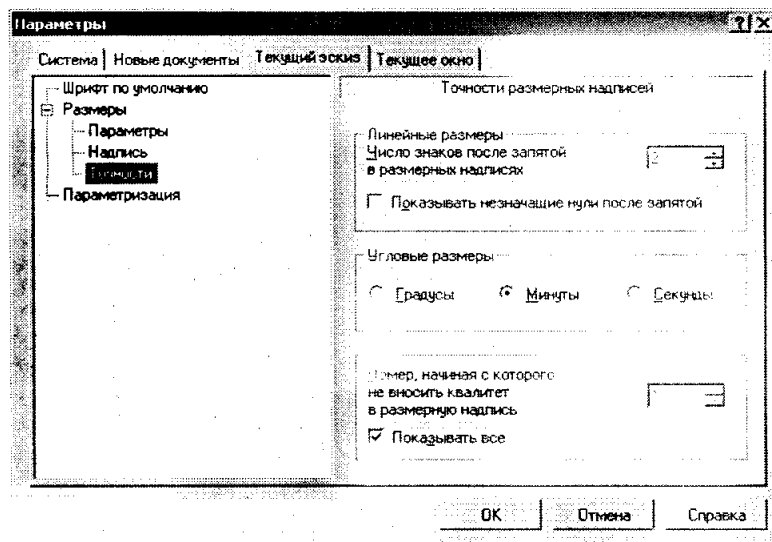 Параметры
Система
Новые документы
Текущий эскиз
Текущее окно
Шрифт по умолчанию
Размеры
Параметры
Надпись
Точности
Параметризация
Точности размерных надписей
Линейные размеры
Число знаков после запятой
в размерных надписях
2
Показывать незначащие нули после запятой
Угловые размеры
Градусы
Минуты
Секунды
Номер, начиная с которого
не вносить квалитет
в размерную надпись
Показывать все
OK
Отмена
Справка